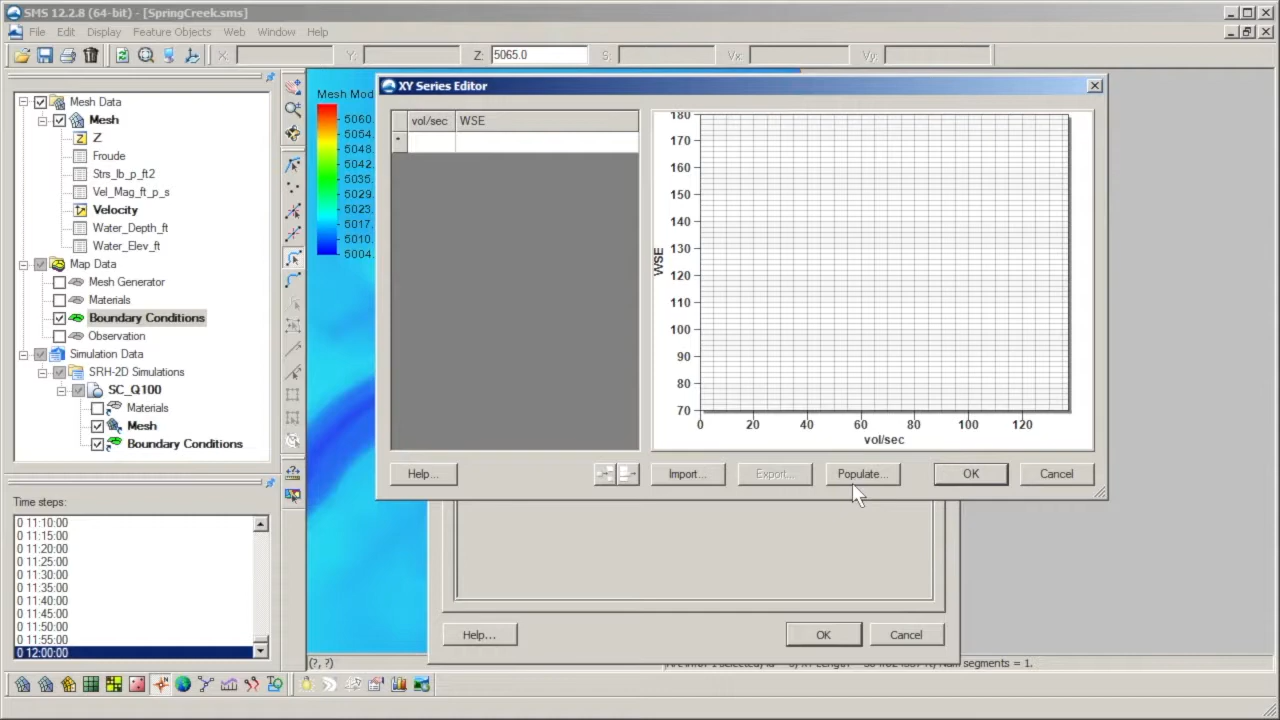 SMS 12.2.8 (64-bit) - [SpringCreek.sms]
File Edit Display Feature Objects Web Window Help
X: Y: Z: 5065.0 S: Vx: Vy:
Mesh Data
Mesh
Z
Froude
Strs_lb_p_ft2
Vel_Mag_ft_p_s
Velocity
Water_Depth_ft
Water_Elev_ft
Map Data
Mesh Generator
Materials
Boundary Conditions
Observation
Simulation Data
SRH-2D Simulations
SC_Q100
Materials
Mesh
Boundary Conditions
Time steps:
0 11:10:00
0 11:15:00
0 11:20:00
0 11:25:00
0 11:30:00
0 11:35:00
0 11:40:00
0 11:45:00
0 11:50:00
0 11:55:00
0 12:00:00
Mesh Mod
5060.
5054.
5048.
5042.
5035.
5029.
5023.
5017.
5010.
5004.
XY Series Editor
vol/sec WSE
*
180
170
160
150
140
130
120
110
100
90
80
70
WSE
0 20 40 60 80 100 120
vol/sec
Help... Import... Export... Populate... OK Cancel
Help... OK Cancel
(?, ?)
segments = 1.